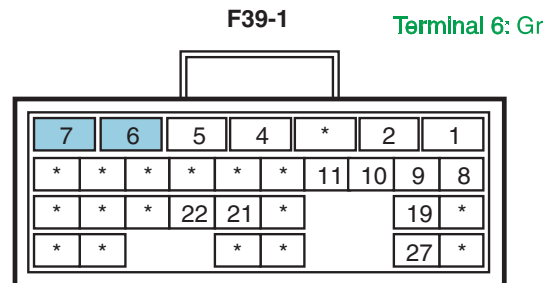 F39-1
Terminal 6: Gr
7 6 5 4 * 2 1
* * * * * * 11 10 9 8
* * * 22 21 * 19 *
* * * * 27 *